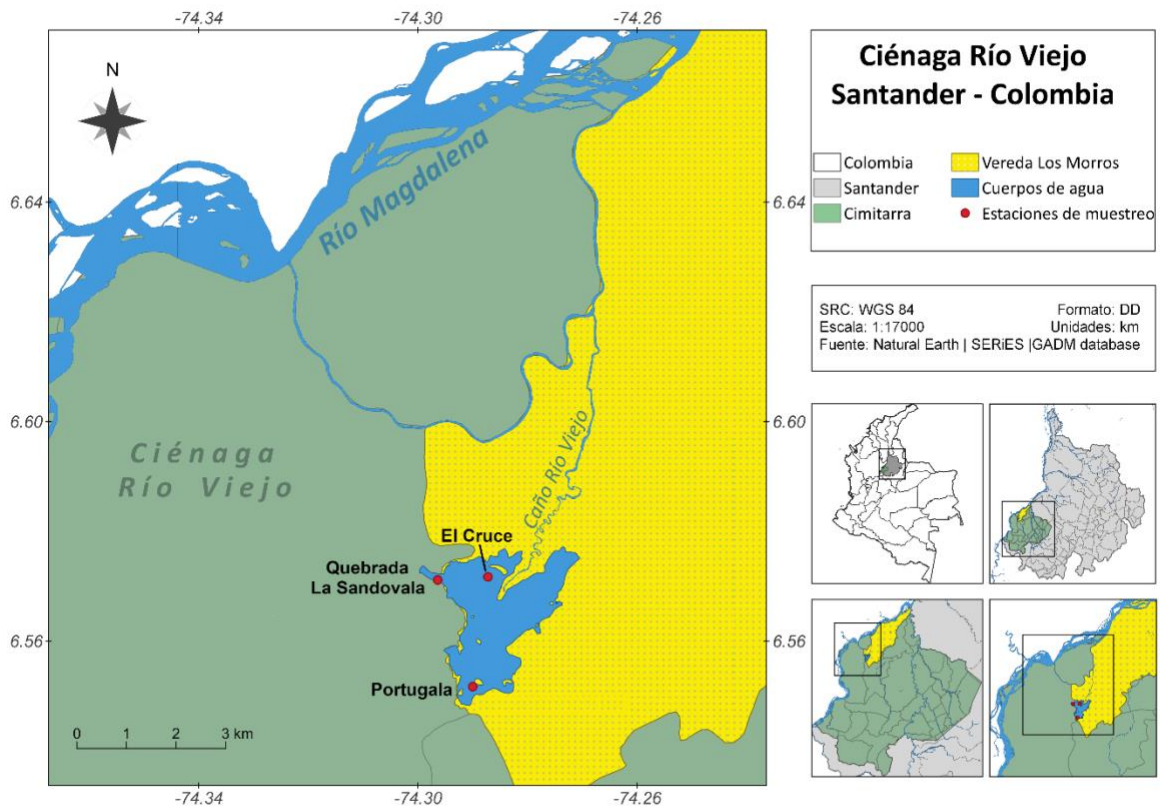 -74.34
-74.30
-74.26
N
6.64
6.60
6.56
Río Magdalena
Ciénaga
Río Viejo
Caño Río Viejo
El Cruce
Quebrada
La Sandovala
Portugala
0 1 2 3 km
6.64
6.60
6.56
-74.34
-74.30
-74.26
Ciénaga Río Viejo
Santander - Colombia
Colombia
Vereda Los Morros
Santander
Cuerpos de agua
Cimitarra
Estaciones de muestreo
SRC: WGS 84 Formato: DD
Escala: 1:17000 Unidades: km
Fuente: Natural Earth | SERiES |GADM database